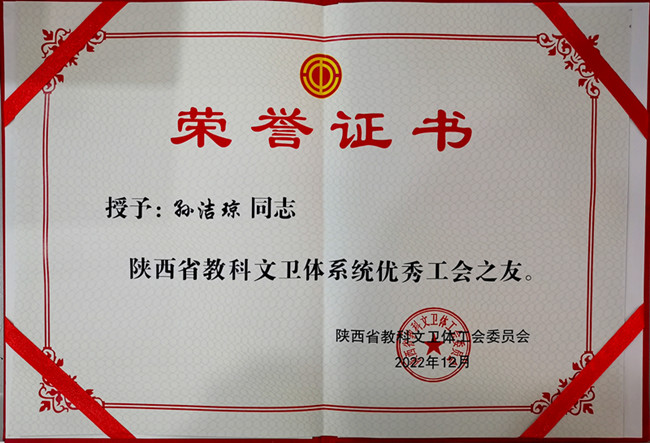 荣誉证书
授予：孙洁琼 同志
陕西省教科文卫体系统优秀工会之友。
陕西省教科文卫体工会委员会
2022年12月